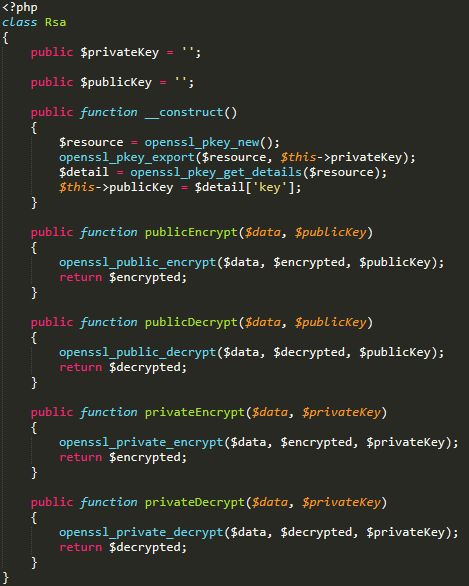 <?php
class Rsa
{
    public $privateKey = '';

    public $publicKey = '';

    public function __construct()
    {
        $resource = openssl_pkey_new();
        openssl_pkey_export($resource, $this->privateKey);
        $detail = openssl_pkey_get_details($resource);
        $this->publicKey = $detail['key'];
    }

    public function publicEncrypt($data, $publicKey)
    {
        openssl_public_encrypt($data, $encrypted, $publicKey);
        return $encrypted;
    }

    public function publicDecrypt($data, $publicKey)
    {
        openssl_public_decrypt($data, $decrypted, $publicKey);
        return $decrypted;
    }

    public function privateEncrypt($data, $privateKey)
    {
        openssl_private_encrypt($data, $encrypted, $privateKey);
        return $encrypted;
    }

    public function privateDecrypt($data, $privateKey)
    {
        openssl_private_decrypt($data, $decrypted, $privateKey);
        return $decrypted;
    }
}